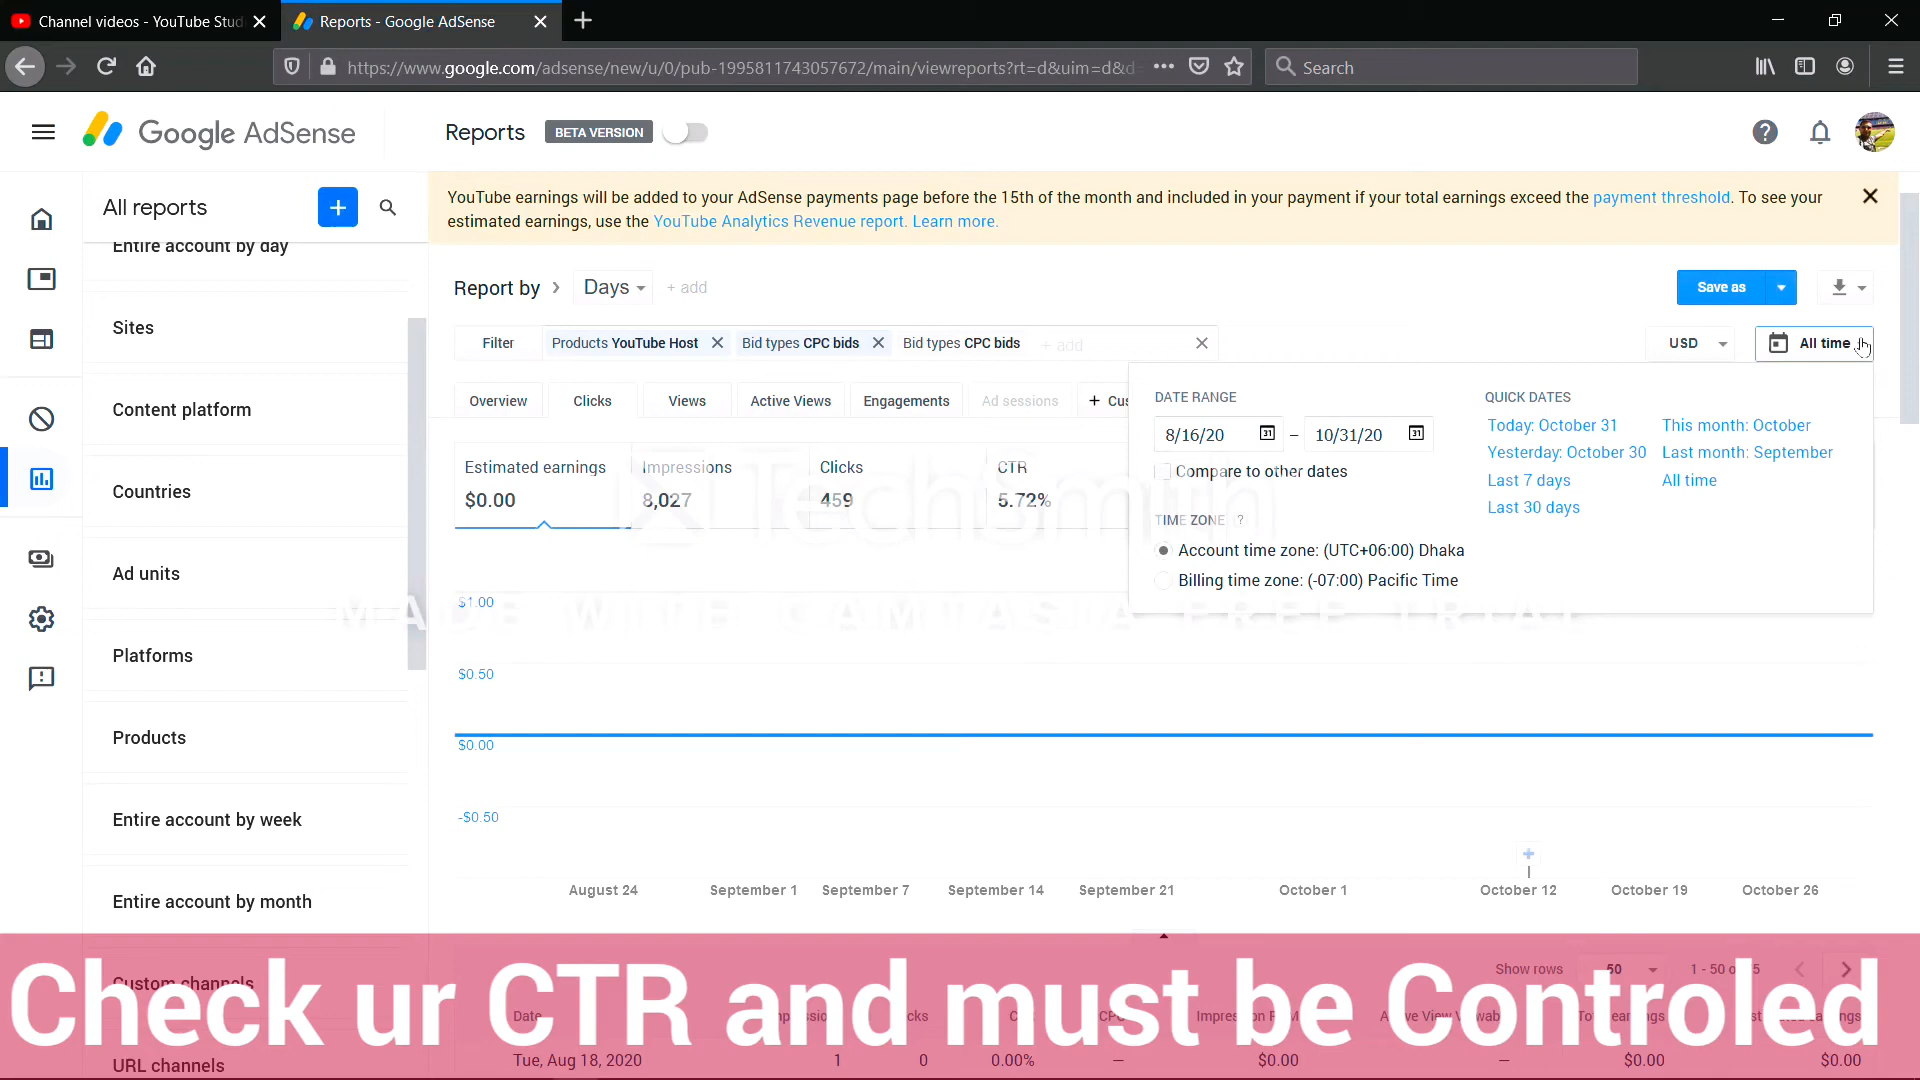 Channel videos - YouTube Stud
Reports - Google AdSense
https://www.google.com/adsense/new/u/0/pub-1995811743057672/main/viewreports?rt=d&uim=d&d=
Search
Google AdSense
Reports
BETA VERSION
All reports
YouTube earnings will be added to your AdSense payments page before the 15th of the month and included in your payment if your total earnings exceed the payment threshold. To see your
estimated earnings, use the YouTube Analytics Revenue report. Learn more.
Entire account by day
Sites
Content platform
Countries
Ad units
Platforms
Products
Entire account by week
Entire account by month
Custom channels
URL channels
Report by
Days
+ add
Save as
Filter
Products YouTube Host
Bid types CPC bids
Bid types CPC bids
+ add
USD
All time
Overview
Clicks
Views
Active Views
Engagements
Ad sessions
+ Cus
DATE RANGE
8/16/20 – 10/31/20
Compare to other dates
TIME ZONE ?
Account time zone: (UTC+06:00) Dhaka
Billing time zone: (-07:00) Pacific Time
QUICK DATES
Today: October 31
Yesterday: October 30
Last 7 days
Last 30 days
This month: October
Last month: September
All time
Estimated earnings
$0.00
Impressions
8,027
Clicks
459
CTR
5.72%
TechSmith
MADE WITH CAMTASIA FREE TRIAL
$1.00
$0.50
$0.00
-$0.50
August 24
September 1
September 7
September 14
September 21
October 1
October 12
October 19
October 26
Show rows
50
Check ur CTR and must be Controled
Date
Tue, Aug 18, 2020 1 0 0.00% — $0.00 — $0.00 $0.00